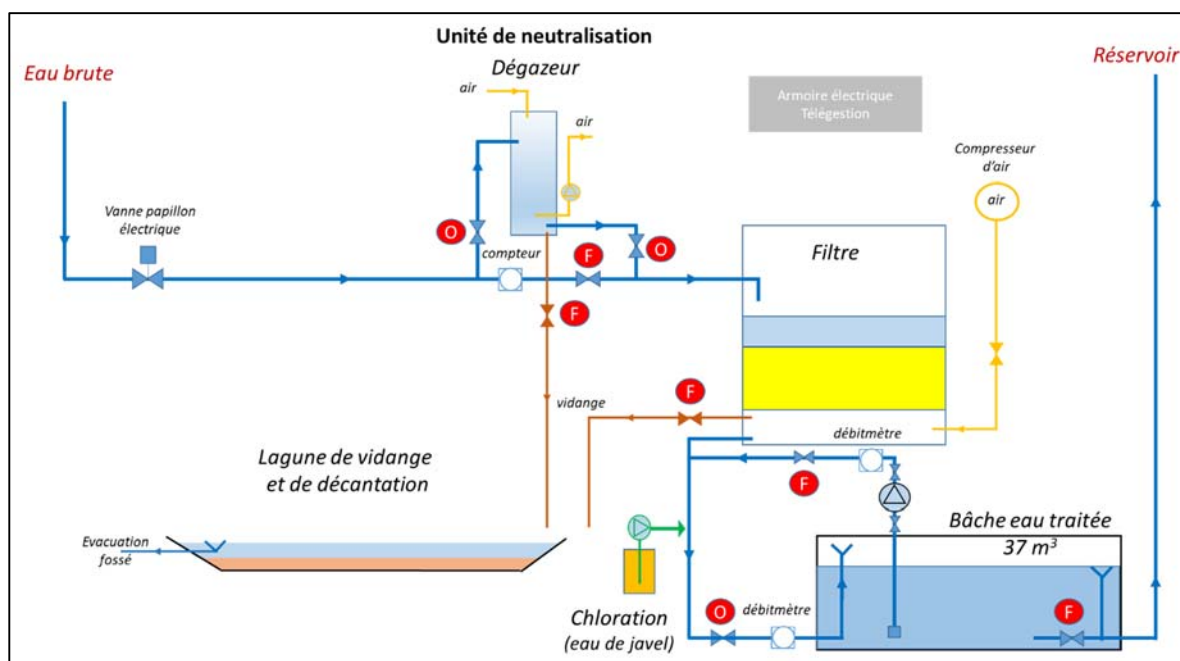 Unité de neutralisation
Eau brute
Dégazeur
Réservoir
air
Armoire électrique
Télégestion
air
Compresseur
d'air
air
Vanne papillon
électrique
O
compteur
F
O
Filtre
F
vidange
F
débitmètre
F
Lagune de vidange
et de décantation
Evacuation
fossé
Bâche eau traitée
37 m³
Chloration
(eau de javel)
O
débitmètre
F